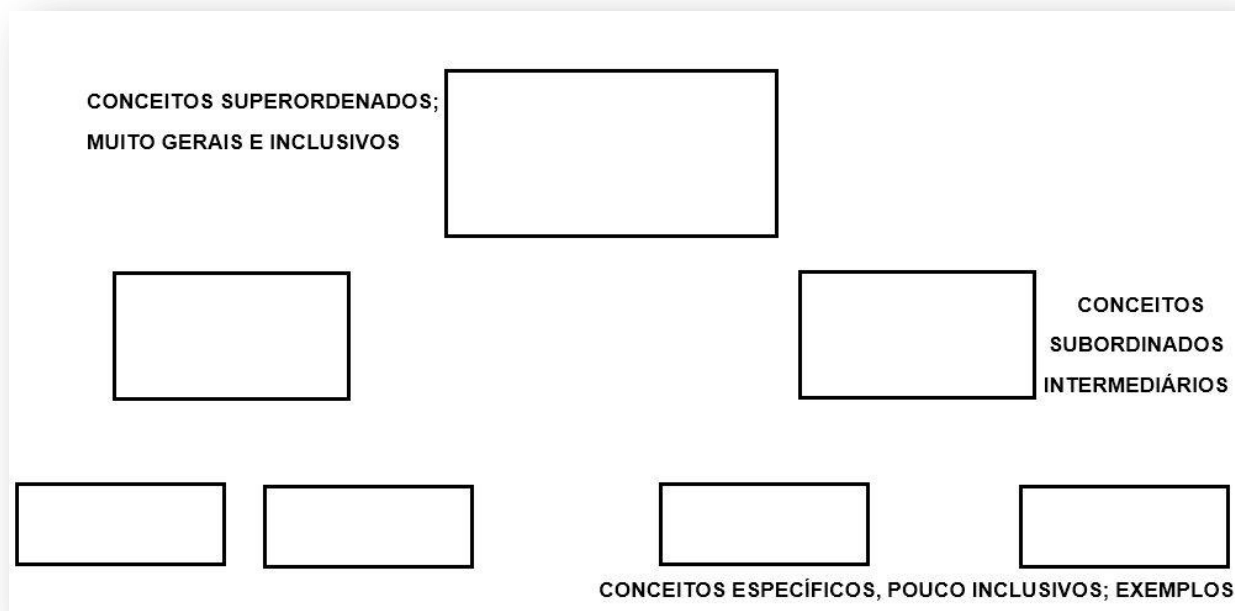 CONCEITOS SUPERORDENADOS;
MUITO GERAIS E INCLUSIVOS
CONCEITOS
SUBORDINADOS
INTERMEDIÁRIOS
CONCEITOS ESPECÍFICOS, POUCO INCLUSIVOS; EXEMPLOS